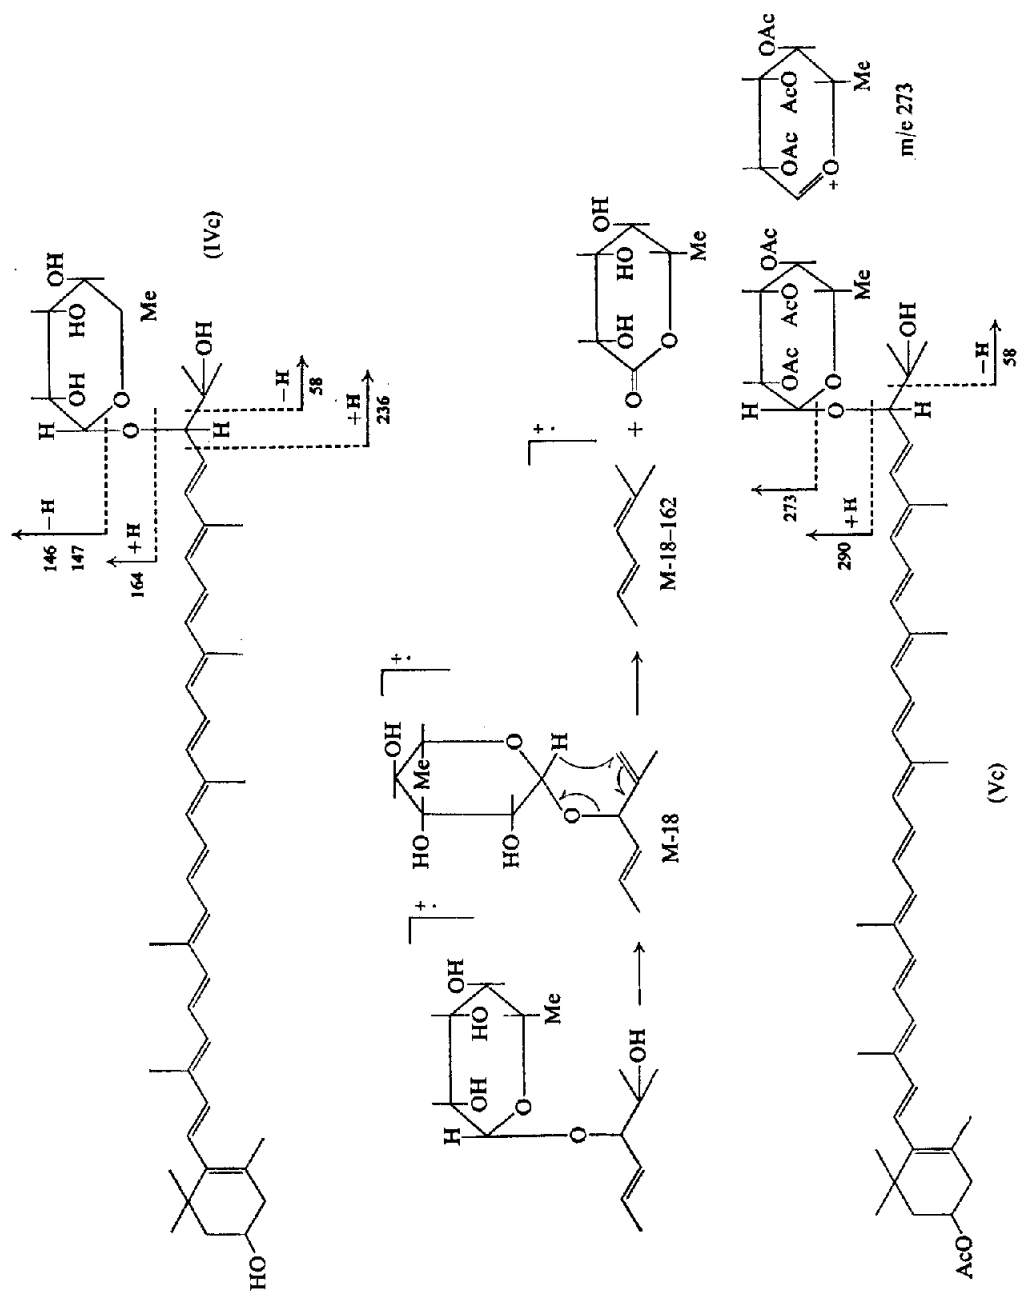 OH
HO
OH
HO
Me
O
H
O
H
OH
(IVc)
146
147
–H
164
+H
–H
58
+H
236
HO
H
OH
HO
OH
Me
O
O
OH
+.
HO
OH
Me
HO
O
H
O
M-18
+.
M-18–162
+.
+
O
OH
HO
OH
Me
O
H
OAc
AcO
OAc
Me
O
O
H
OH
273
290
+H
–H
58
AcO
(Vc)
OAc
AcO
OAc
Me
O
+
m/e 273